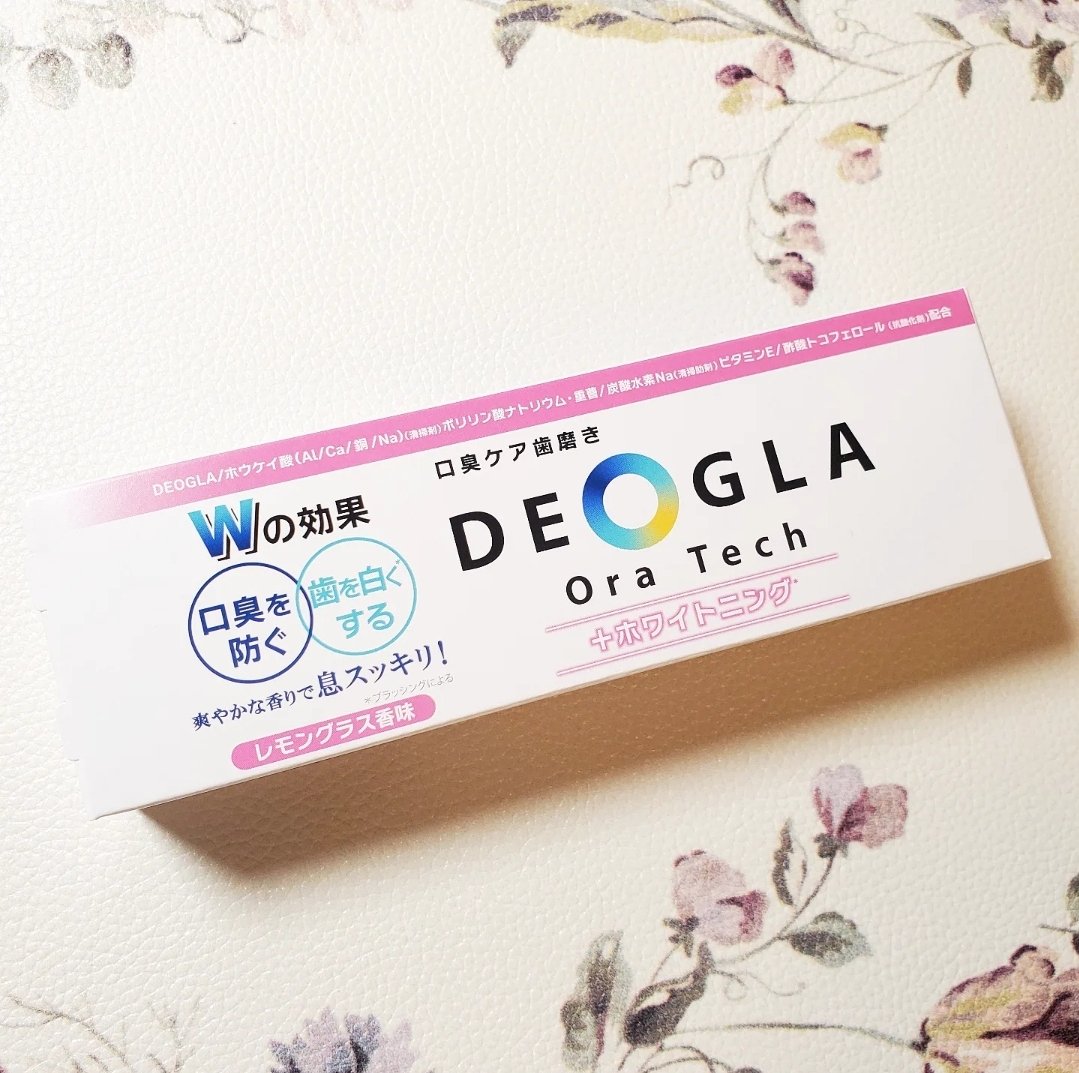 DEOGLA/ホウケイ酸(Al/Ca/銅/Na)(清掃剤)ポリリン酸ナトリウム・重曹/炭酸水素Na(清掃助剤)ビタミンE/酢酸トコフェロール(抗酸化剤)配合
口臭ケア歯磨き
DEOGLA
Ora Tech
+ホワイトニング*
Wの効果
口臭を
防ぐ
歯を白く*
する
爽やかな香りで息スッキリ!
*ブラッシングによる
レモングラス香味